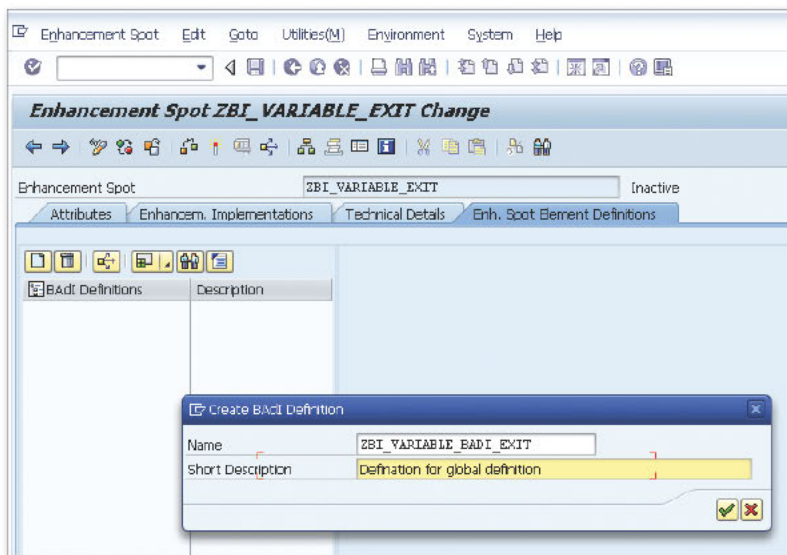 Enhancement Spot Edit Goto Utilities(M) Environment System Help
Enhancement Spot ZBI_VARIABLE_EXIT Change
Enhancement Spot ZBI_VARIABLE_EXIT Inactive
Attributes Enhancem. Implementations Technical Details Enh. Spot Element Definitions
BAdI Definitions Description
Create BAdI Definition
Name ZBI_VARIABLE_BADI_EXIT
Short Description Defination for global definition